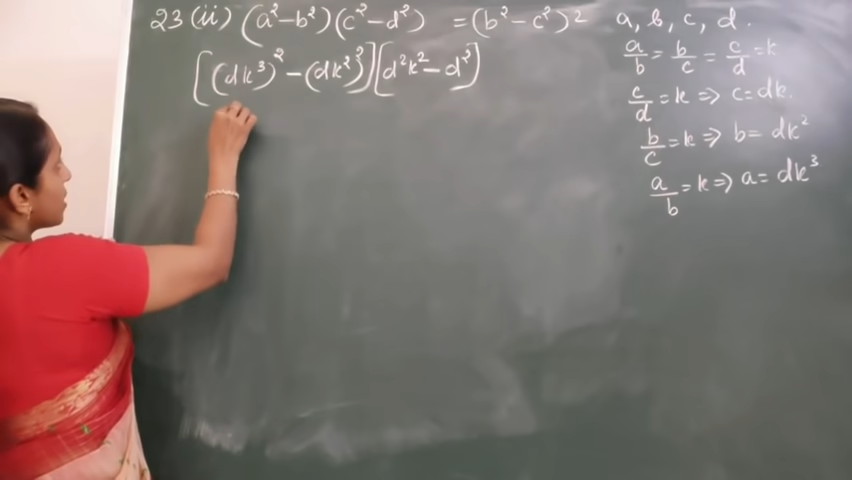 23 (ii) (a²-b²)(c²-d²) = (b²-c²)²
[(dk³)² - (dk²)²][d²k² - d²]
a, b, c, d.
a/b = b/c = c/d = k
c/d = k ⇒ c = dk.
b/c = k ⇒ b = dk²
a/b = k ⇒ a = dk³